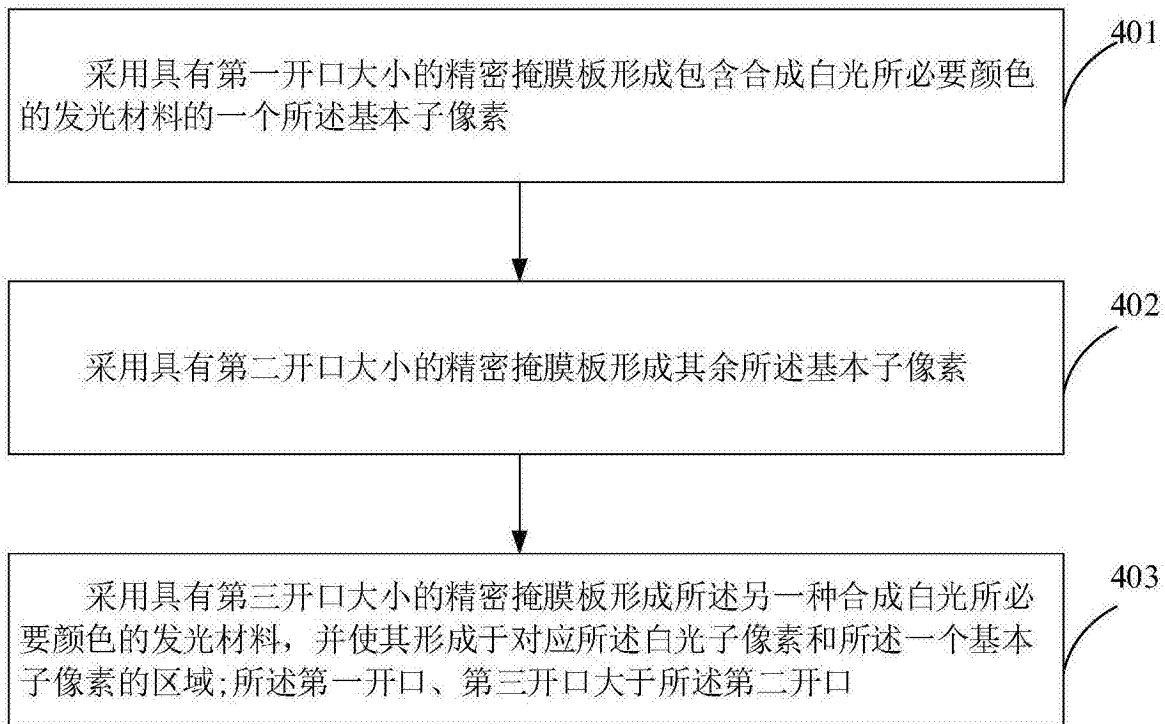 401
采用具有第一开口大小的精密掩膜板形成包含合成白光所必要颜色
的发光材料的一个所述基本子像素
402
采用具有第二开口大小的精密掩膜板形成其余所述基本子像素
403
采用具有第三开口大小的精密掩膜板形成所述另一种合成白光所必
要颜色的发光材料，并使其形成于对应所述白光子像素和所述一个基本
子像素的区域;所述第一开口、第三开口大于所述第二开口